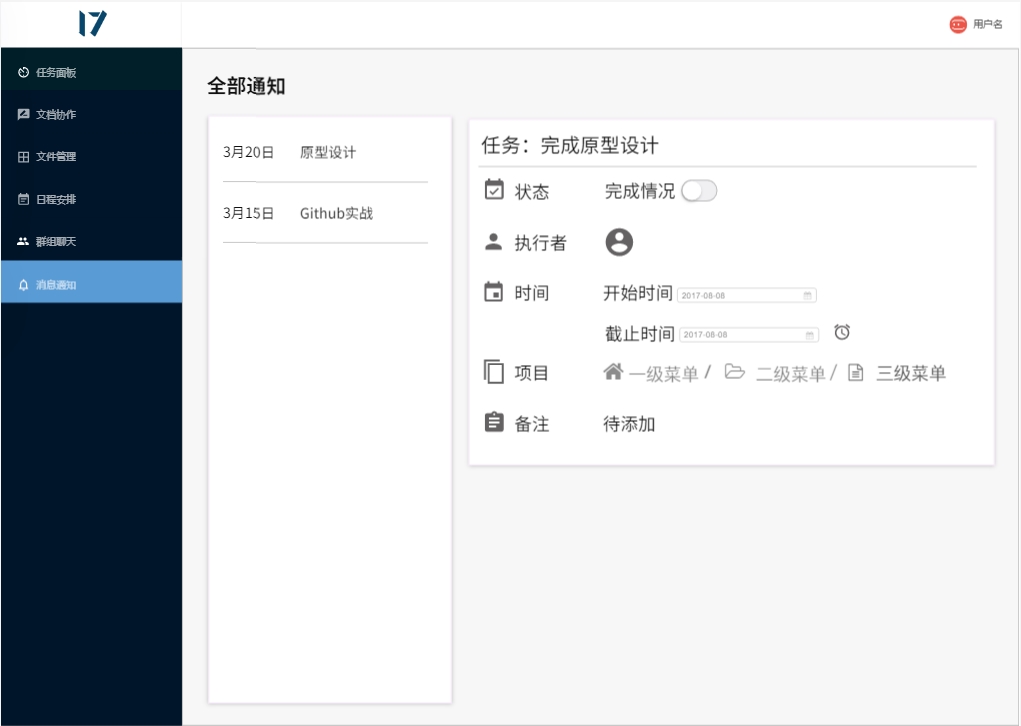 17
用户名
任务面板
文档协作
文件管理
日程安排
群组聊天
消息通知
全部通知
3月20日 原型设计
3月15日 Github实战
任务：完成原型设计
状态 完成情况
执行者
时间 开始时间 2017-08-08
截止时间 2017-08-08
项目 一级菜单 / 二级菜单 / 三级菜单
备注 待添加